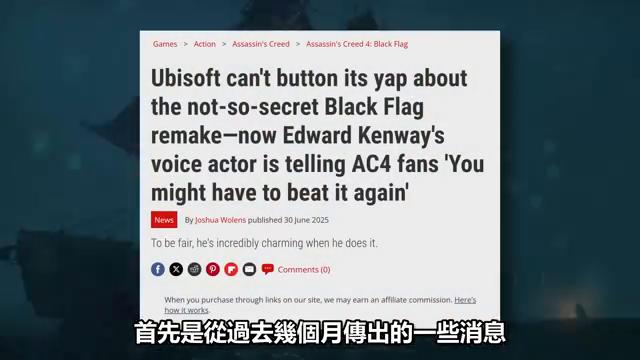 Games > Action > Assassin's Creed > Assassin's Creed 4: Black Flag
Ubisoft can't button its yap about
the not-so-secret Black Flag
remake—now Edward Kenway's
voice actor is telling AC4 fans 'You
might have to beat it again'
News By Joshua Wolens published 30 June 2025
To be fair, he's incredibly charming when he does it.
Comments (0)
When you purchase through links on our site, we may earn an affiliate commission. Here's
how it works.
首先是從過去幾個月傳出的一些消息